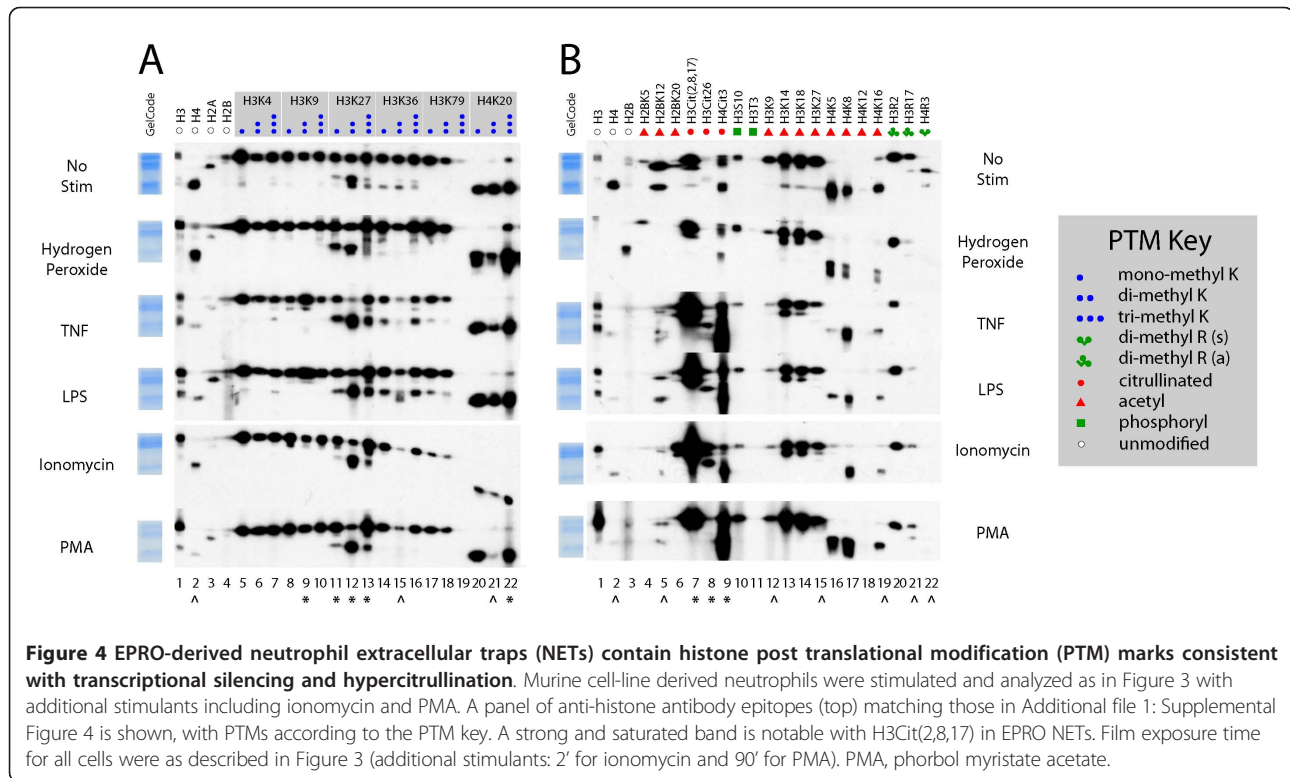 A
B
GelCode
H3
H4
H2A
H2B
H3K4
H3K9
H3K27
H3K36
H3K79
H4K20
GelCode
H3
H4
H2B
H2BK5
H2BK12
H2BK20
H3Cit(2,8,17)
H3Cit26
H4Cit3
H3S10
H3T3
H3K9
H3K14
H3K18
H3K27
H4K5
H4K8
H4K12
H4K16
H3R2
H3R17
H4R3
No
Stim
Hydrogen
Peroxide
TNF
LPS
Ionomycin
PMA
No
Stim
Hydrogen
Peroxide
TNF
LPS
Ionomycin
PMA
1 2 3 4 5 6 7 8 9 10 11 12 13 14 15 16 17 18 19 20 21 22
^ * * * * ^ ^ *
1 2 3 4 5 6 7 8 9 10 11 12 13 14 15 16 17 18 19 20 21 22
^ ^ * * * ^ ^ ^ ^ ^
PTM Key
mono-methyl K
di-methyl K
tri-methyl K
di-methyl R (s)
di-methyl R (a)
citrullinated
acetyl
phosphoryl
unmodified
Figure 4 EPRO-derived neutrophil extracellular traps (NETs) contain histone post translational modification (PTM) marks consistent
with transcriptional silencing and hypercitrullination. Murine cell-line derived neutrophils were stimulated and analyzed as in Figure 3 with
additional stimulants including ionomycin and PMA. A panel of anti-histone antibody epitopes (top) matching those in Additional file 1: Supplemental
Figure 4 is shown, with PTMs according to the PTM key. A strong and saturated band is notable with H3Cit(2,8,17) in EPRO NETs. Film exposure time
for all cells were as described in Figure 3 (additional stimulants: 2' for ionomycin and 90' for PMA). PMA, phorbol myristate acetate.